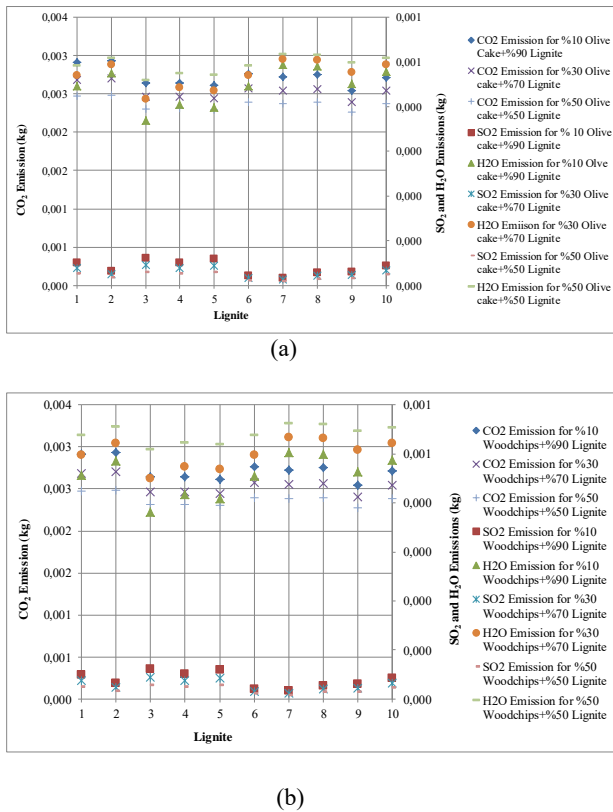 0,004
0,003
0,003
0,002
0,002
0,001
0,001
0,000
CO2 Emission (kg)
1 2 3 4 5 6 7 8 9 10
Lignite
0,001
0,001
0,000
0,000
0,000
0,000
0,000
SO2 and H2O Emissions (kg)
CO2 Emission for %10 Olive
Cake+%90 Lignite
CO2 Emission for %30 Olive
cake+%70 Lignite
CO2 Emission for %50 Olive
cake+%50 Lignite
SO2 Emission for % 10 Olive
cake+%90 Lignite
H2O Emission for %10 Olive
cake+%90 Lignite
SO2 Emission for %30 Olive
cake+%70 Lignite
H2O Emiison for %30 Olive
cake+%70 Lignite
SO2 Emission for %50 Olive
cake+%50 Lignite
H2O Emission for %50 Olive
cake+%50 Lignite
(a)
0,004
0,003
0,003
0,002
0,002
0,001
0,001
0,000
CO2 Emission (kg)
1 2 3 4 5 6 7 8 9 10
Lignite
0,001
0,001
0,000
0,000
0,000
0,000
0,000
SO2 and H2O Emissions (kg)
CO2 Emission for %10
Woodchips+%90 Lignite
CO2 Emission for %30
Woodchips+%70 Lignite
CO2 Emission for %50
Woodchips+%50 Lignite
SO2 Emission for %10
Woodchips+%90 Lignite
H2O Emission for %10
Woodchips+%90 Lignite
SO2 Emission for %30
Woodchips+%70 Lignite
H2O Emission for %30
Woodchips+%70 Lignite
SO2 Emission for %50
Woodchips+%50 Lignite
H2O Emission for %50
Woodchips+%50 Lignite
(b)